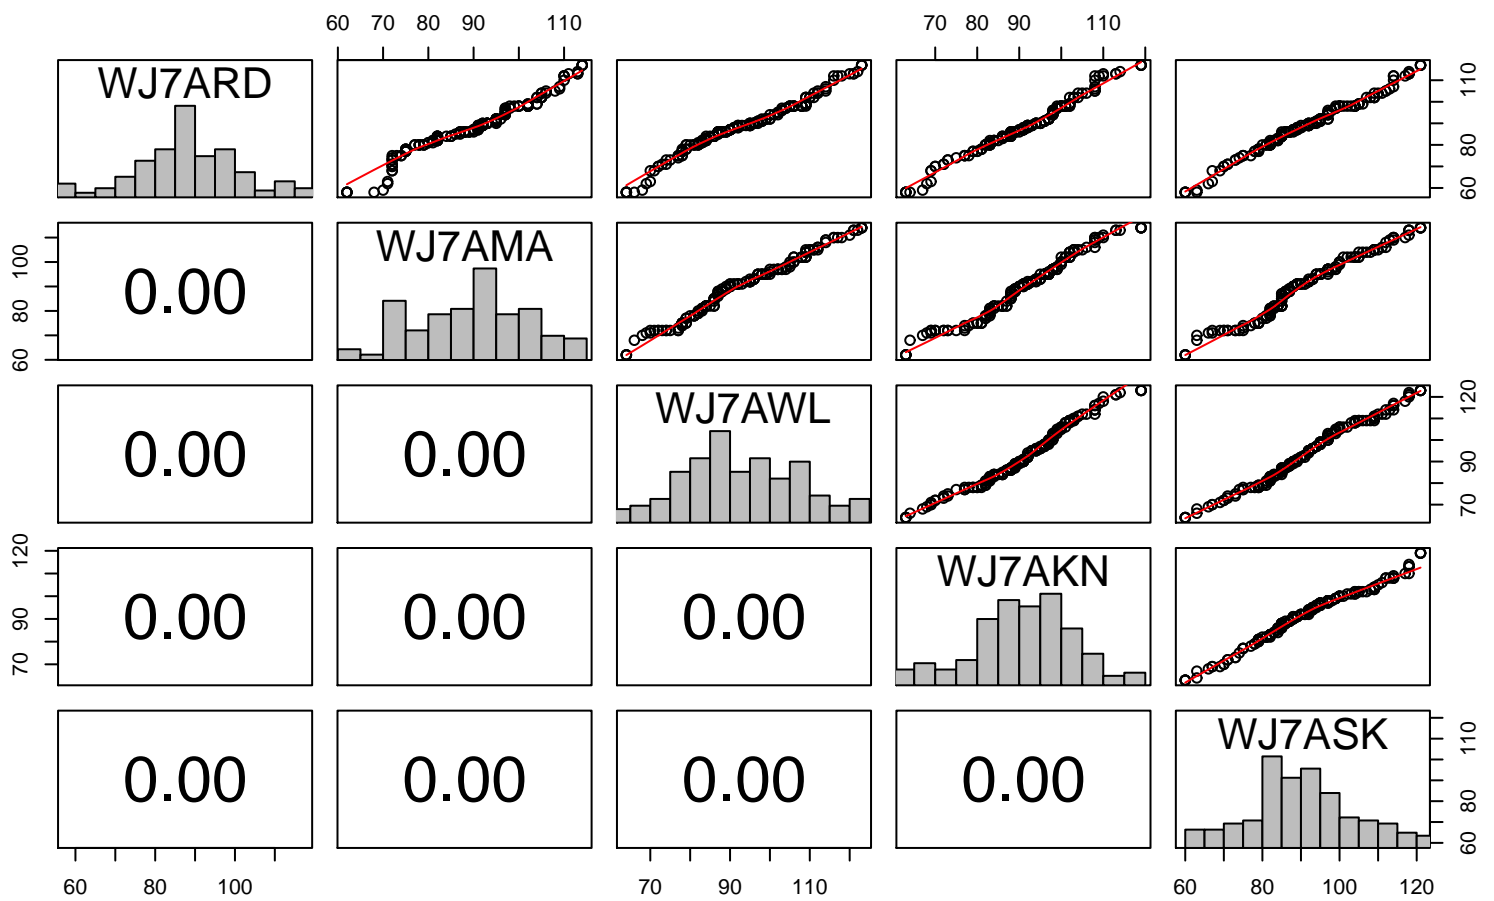 60 70 80 90 110
70 80 90 110
WJ7ARD
60 80 110
60 80 100
WJ7AMA
0.00
0.00 0.00
WJ7AWL
70 90 120
70 90 120
0.00 0.00 0.00
WJ7AKN
0.00 0.00 0.00 0.00
WJ7ASK
60 80 110
60 80 100
70 90 110
60 80 100 120